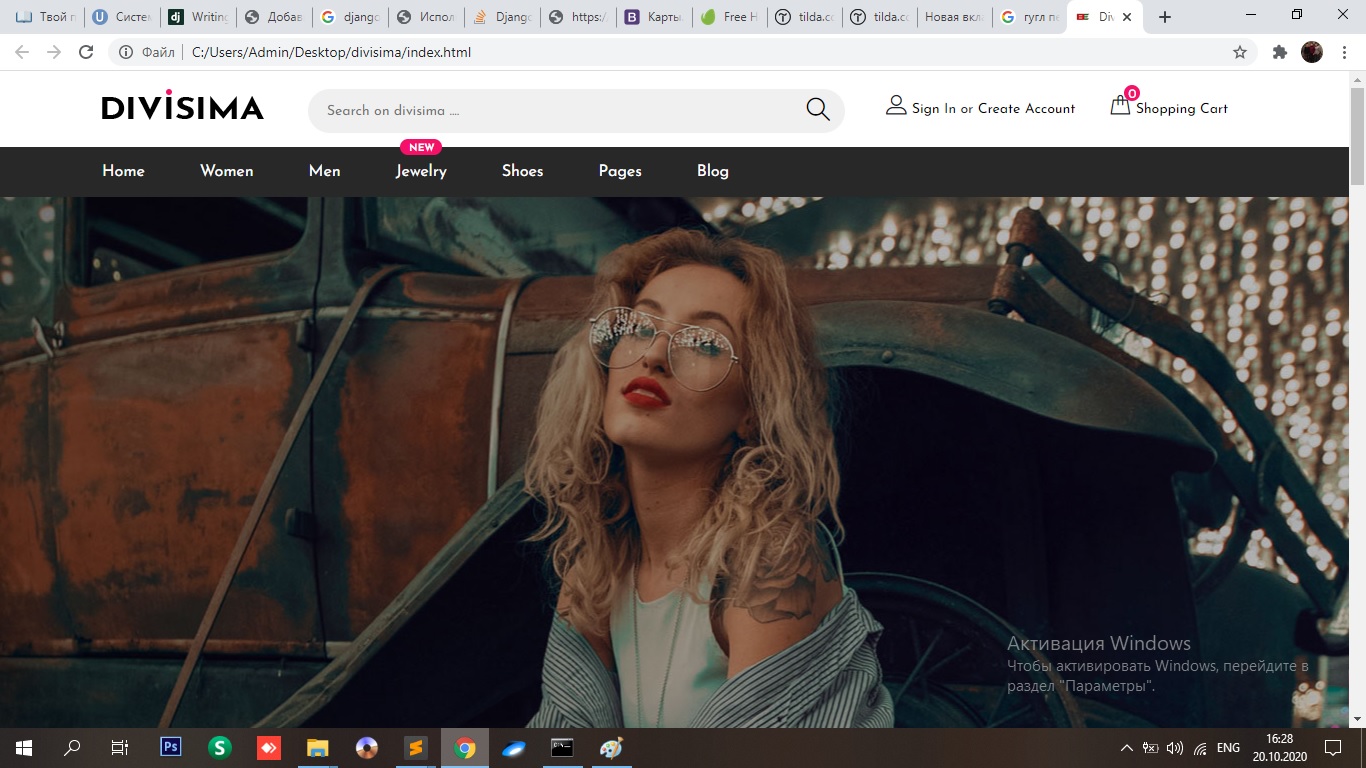 Твой п
Систем
Writing
Добав
django
Испол
Django
https:/
Карты
Free H
tilda.cc
tilda.cc
Новая вкл
гугл пе
Div
Файл
C:/Users/Admin/Desktop/divisima/index.html
DIVISIMA
Search on divisima ....
Sign In or Create Account
0
Shopping Cart
NEW
Home Women Men Jewelry Shoes Pages Blog
Активация Windows
Чтобы активировать Windows, перейдите в
раздел "Параметры".
ENG
16:28
20.10.2020